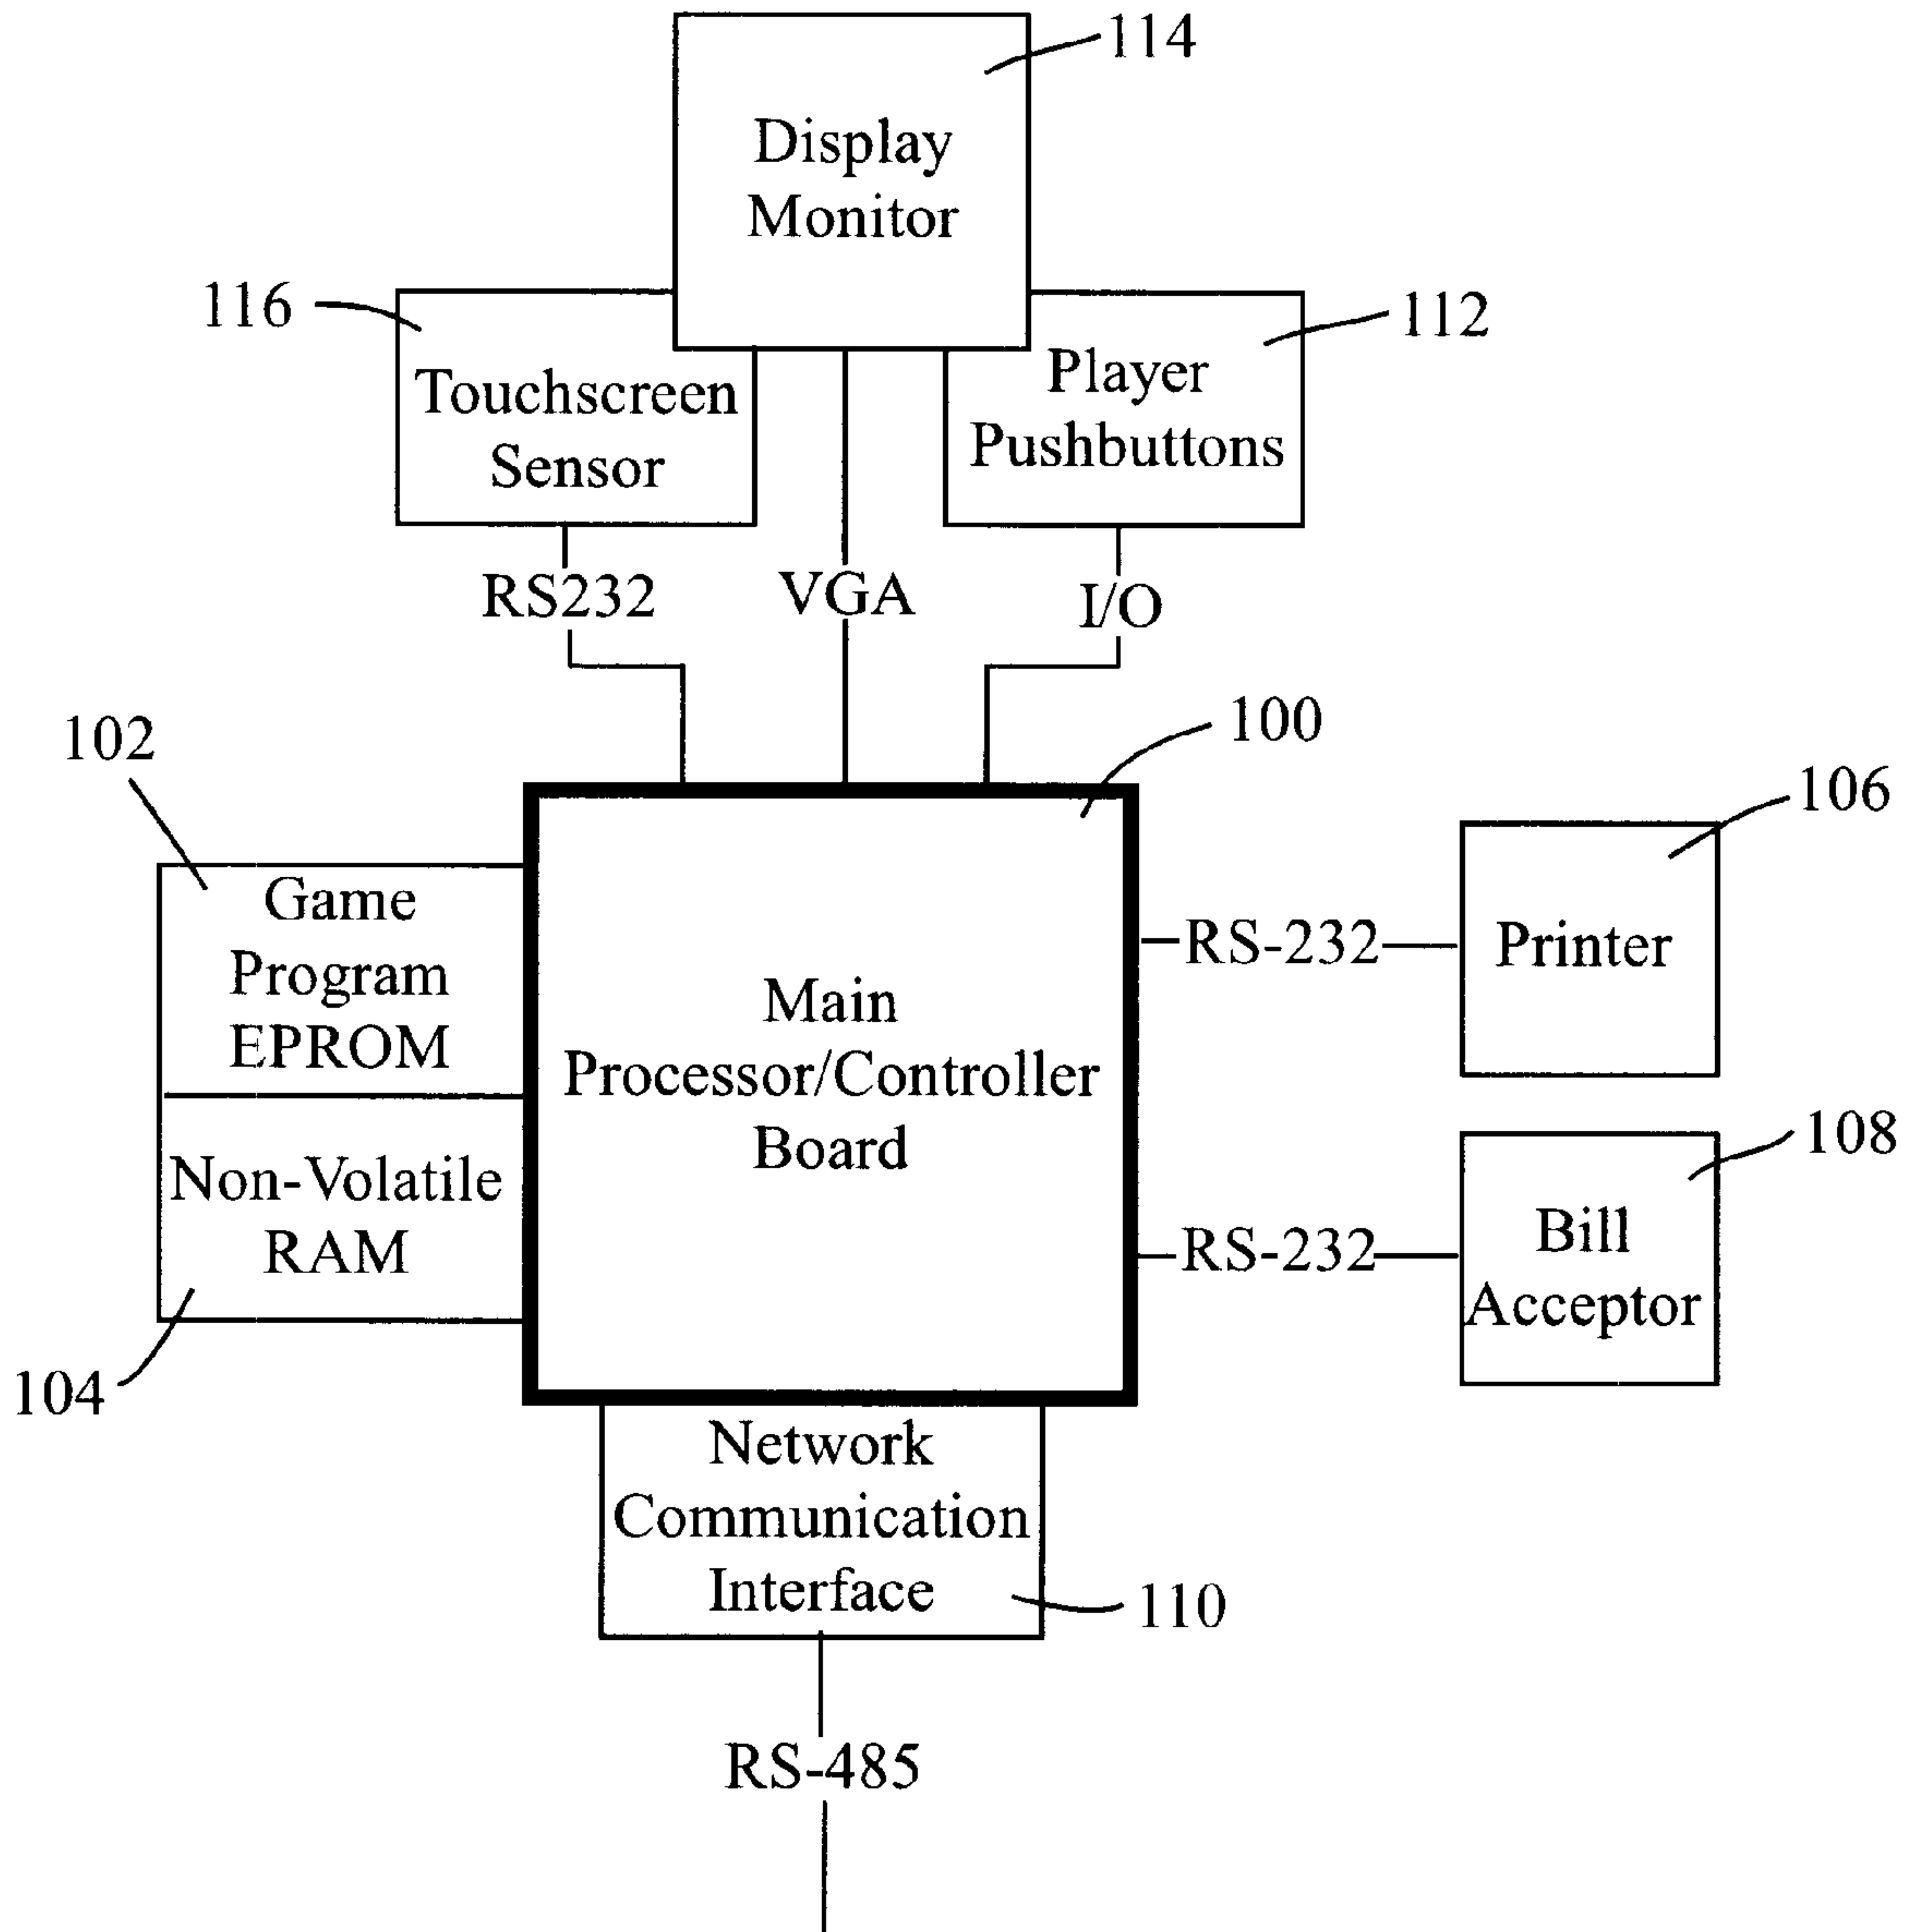 114
Display
Monitor
116
112
Touchscreen
Sensor
Player
Pushbuttons
RS232
VGA
I/O
102
100
106
Game
Program
EPROM
RS-232
Printer
Main
Processor/Controller
Board
108
Non-Volatile
RAM
RS-232
Bill
Acceptor
104
Network
Communication
Interface
110
RS-485